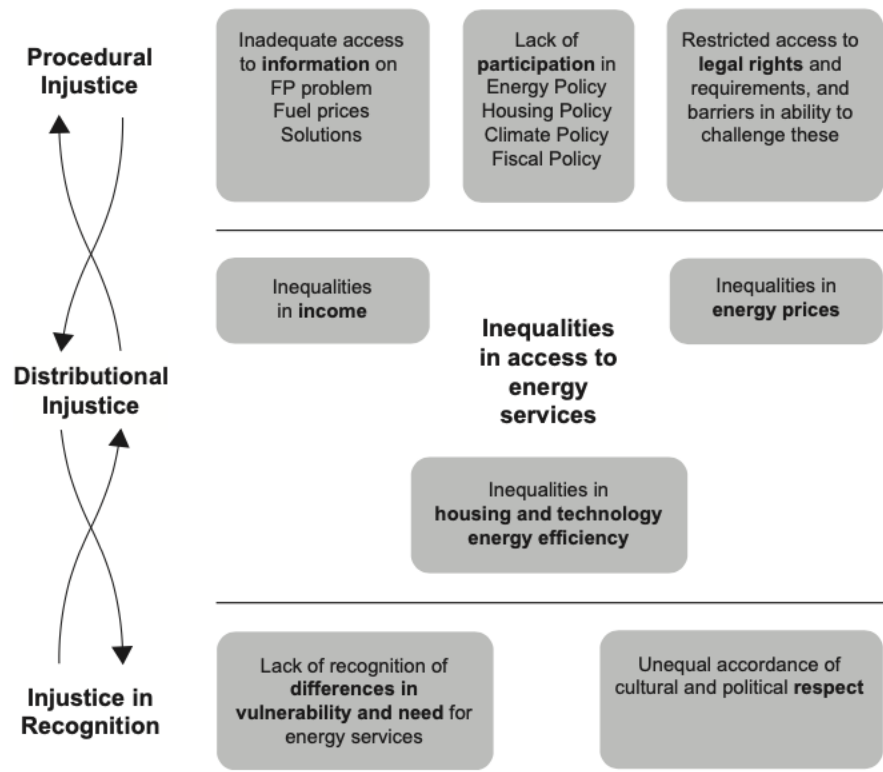 Procedural
Injustice
Inadequate access
to information on
FP problem
Fuel prices
Solutions
Lack of
participation in
Energy Policy
Housing Policy
Climate Policy
Fiscal Policy
Restricted access to
legal rights and
requirements, and
barriers in ability to
challenge these
Distributional
Injustice
Inequalities
in income
Inequalities
in access to
energy
services
Inequalities in
energy prices
Inequalities in
housing and technology
energy efficiency
Injustice in
Recognition
Lack of recognition of
differences in
vulnerability and need for
energy services
Unequal accordance of
cultural and political respect